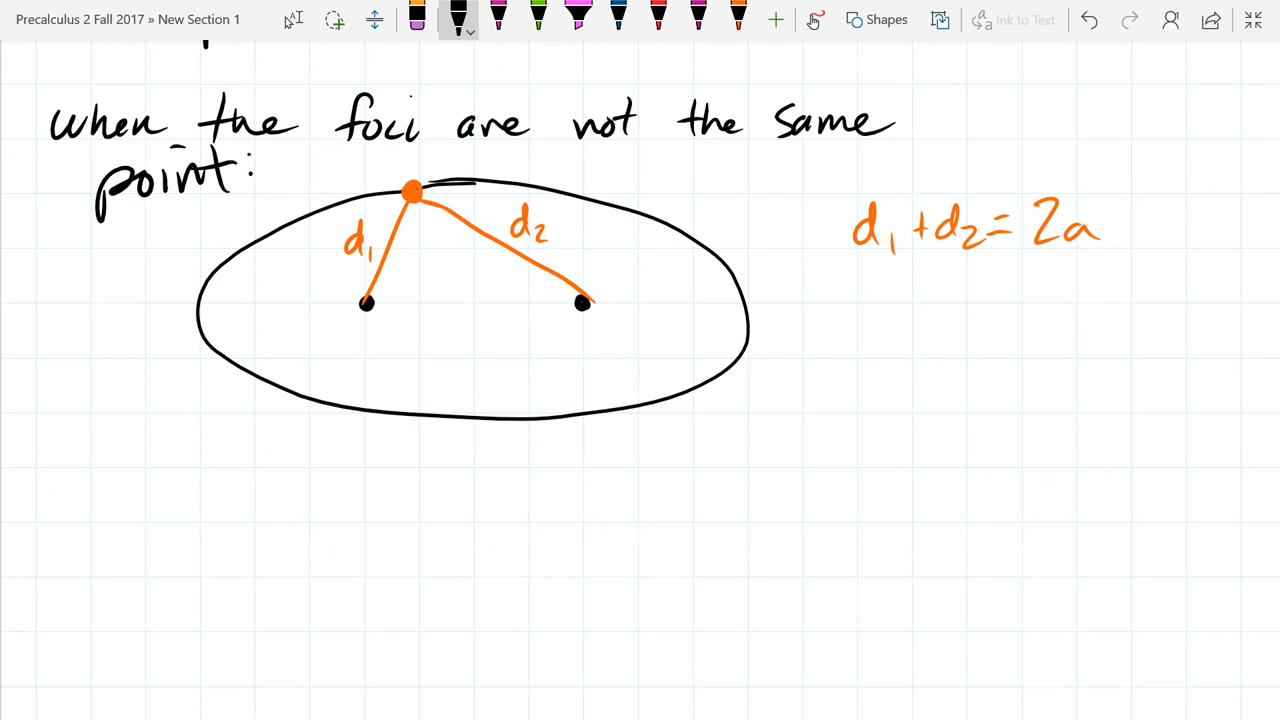 Precalculus 2 Fall 2017 » New Section 1
Shapes
Ink to Text
when the foci are not the same
point:
d₁
d₂
d₁ + d₂ = 2a